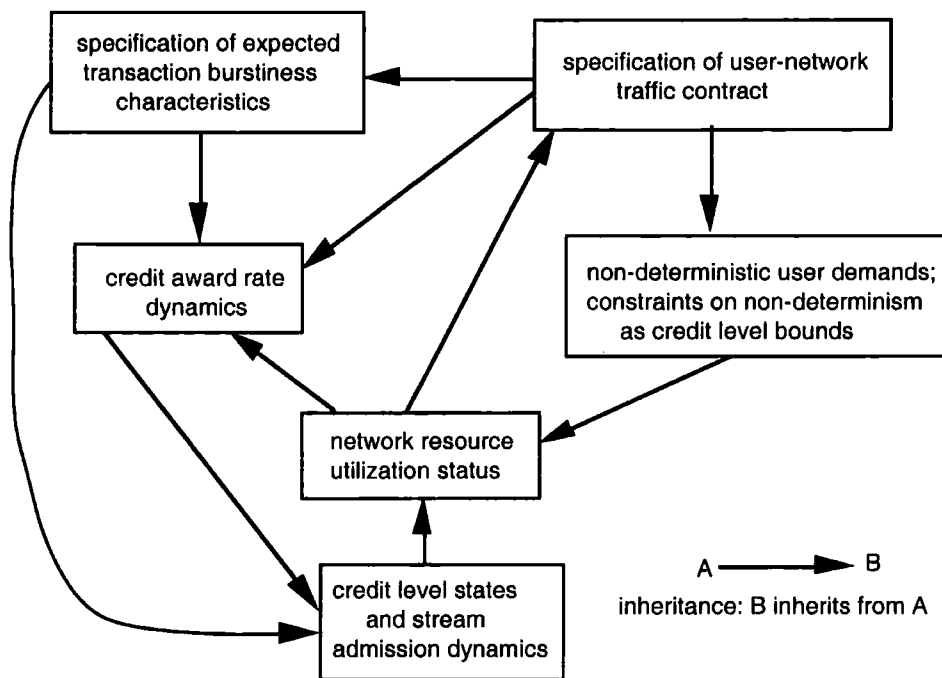 specification of expected
transaction burstiness
characteristics
specification of user-network
traffic contract
credit award rate
dynamics
non-deterministic user demands;
constraints on non-determinism
as credit level bounds
network resource
utilization status
credit level states
and stream
admission dynamics
A B
inheritance: B inherits from A